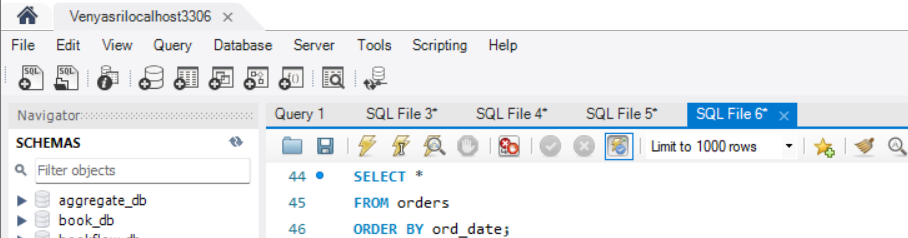 Venyasrilocalhost3306
File Edit View Query Database Server Tools Scripting Help
SQL SQL
Navigator
Query 1 SQL File 3* SQL File 4* SQL File 5* SQL File 6*
SCHEMAS
Limit to 1000 rows
Filter objects
44 SELECT *
aggregate_db
45 FROM orders
book_db
46 ORDER BY ord_date;